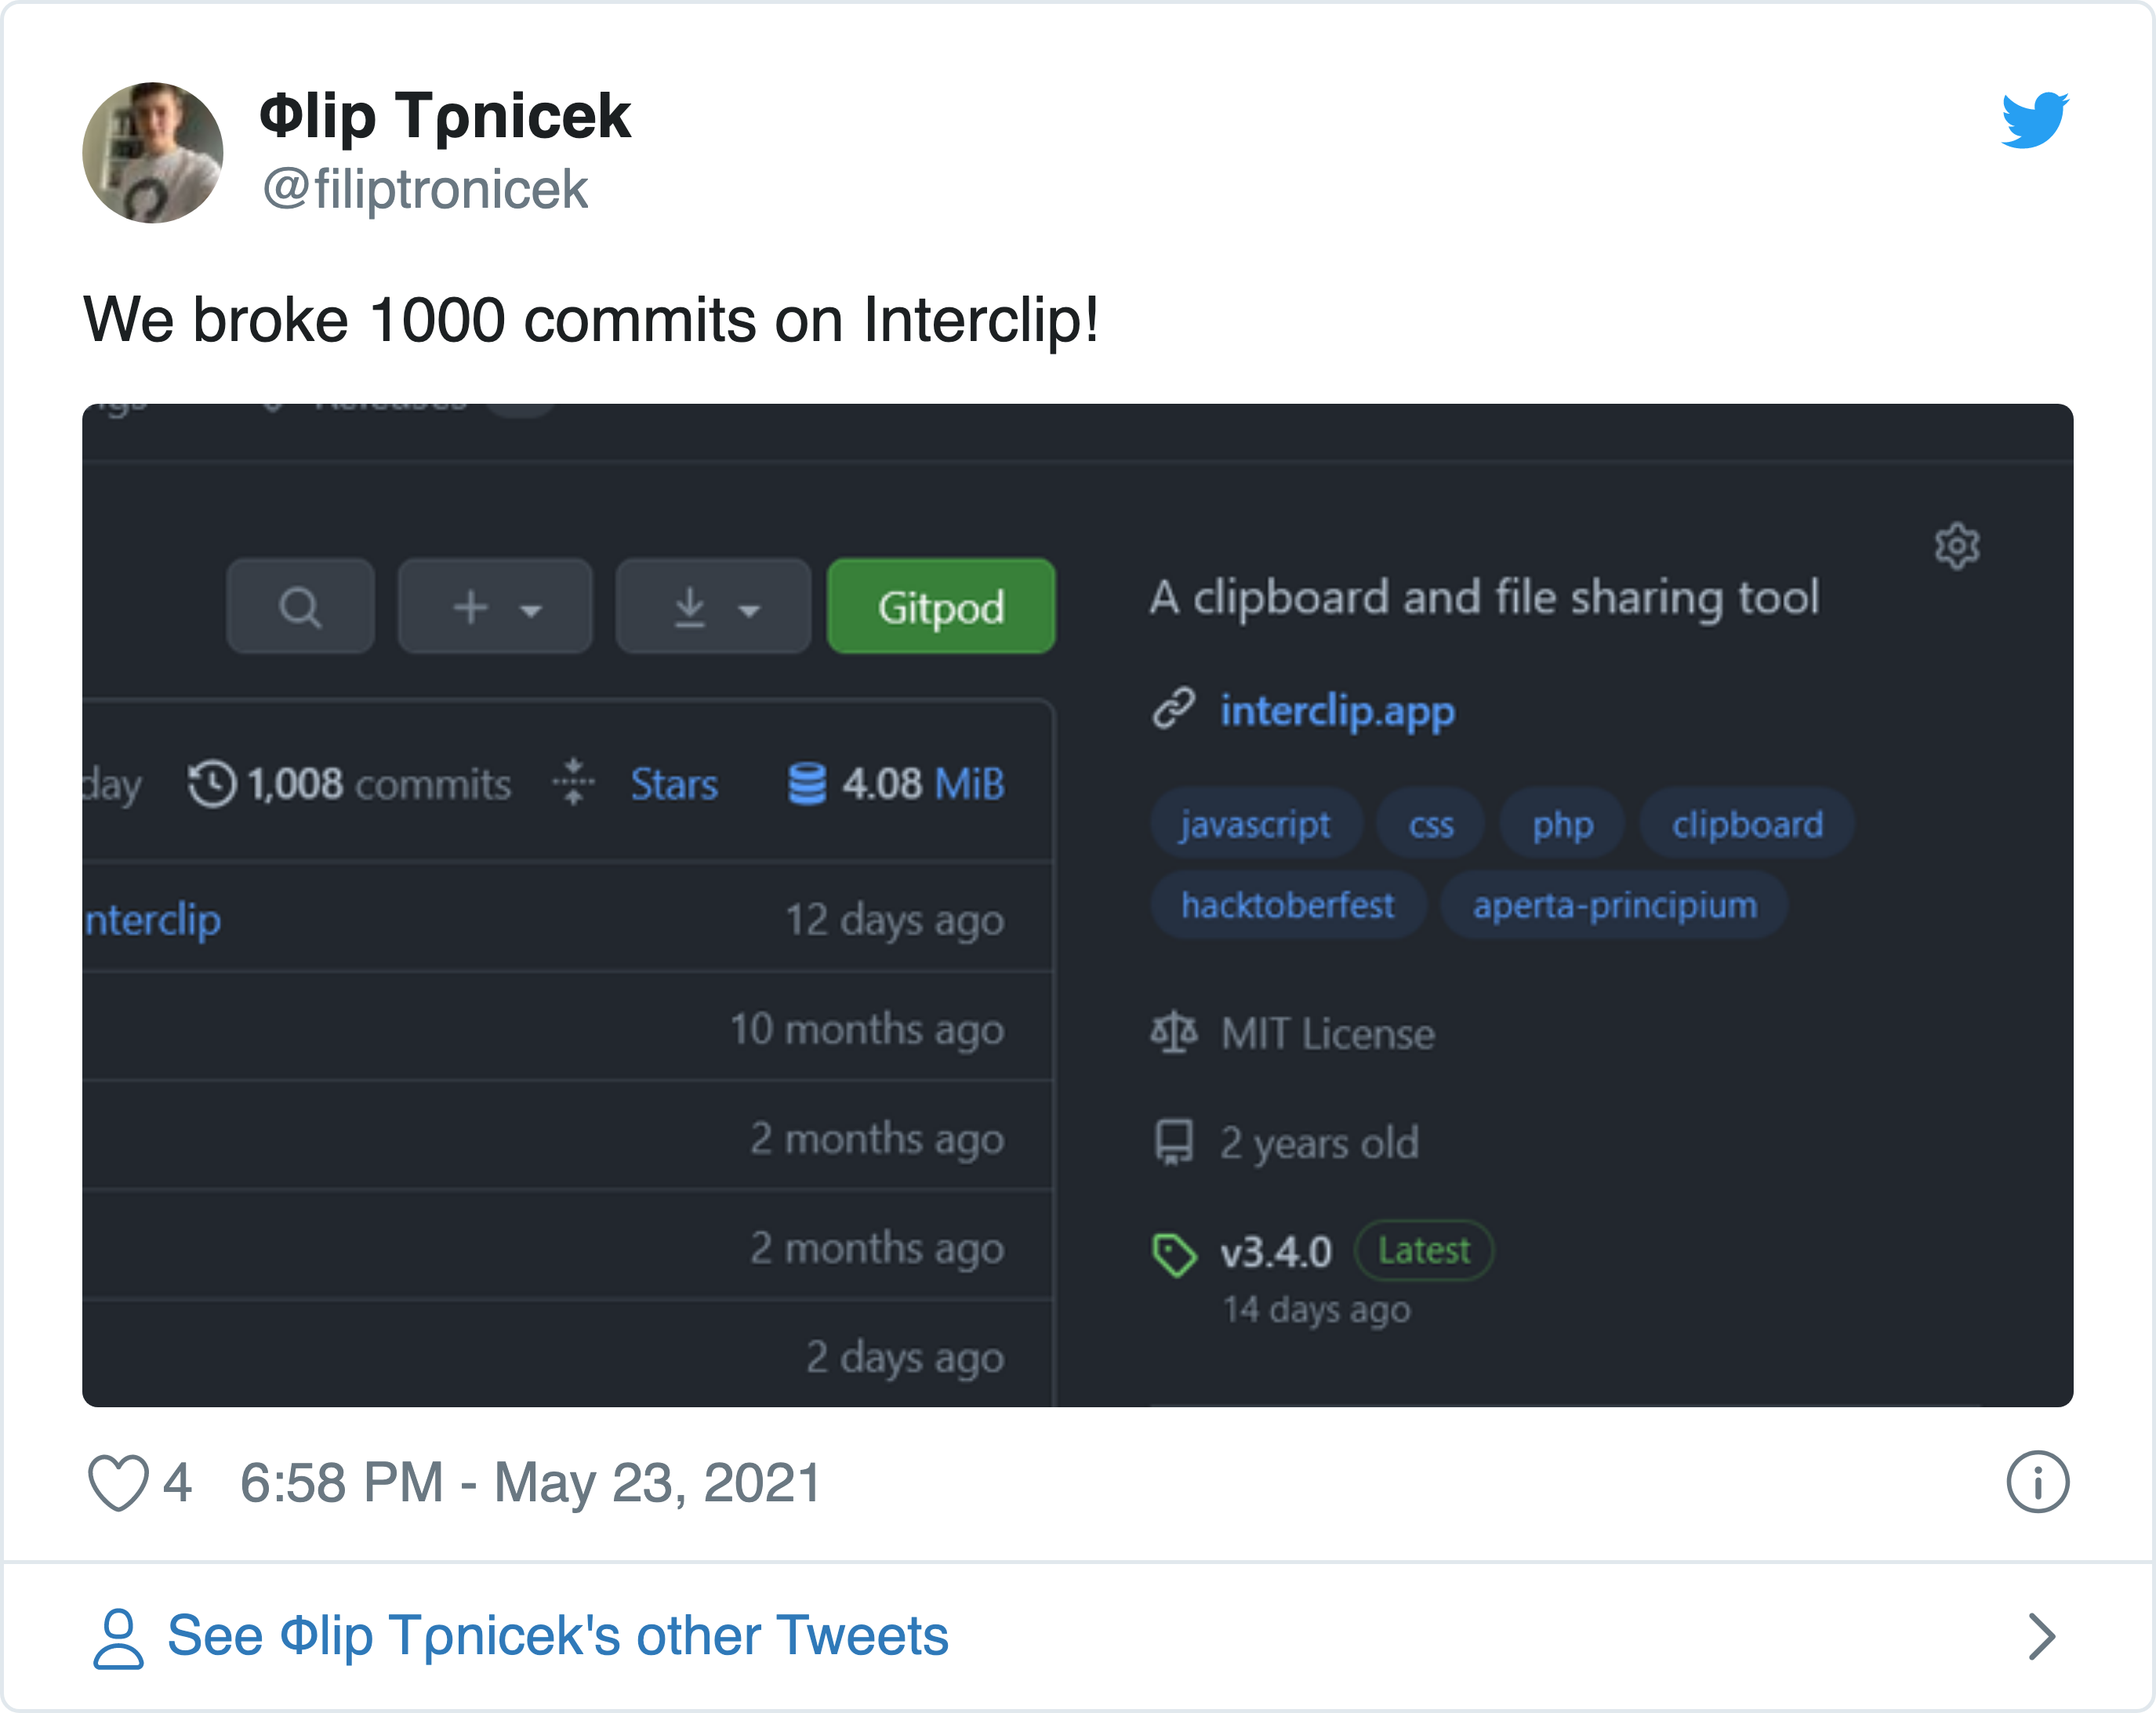 Φlip Tρnicek
@filiptronicek
We broke 1000 commits on Interclip!
Releases
Gitpod
A clipboard and file sharing tool
interclip.app
day 1,008 commits Stars 4.08 MiB
javascript css php clipboard
nterclip 12 days ago
hacktoberfest aperta-principium
10 months ago
MIT License
2 months ago
2 years old
2 months ago
v3.4.0 Latest
14 days ago
2 days ago
4 6:58 PM - May 23, 2021
See Φlip Tρnicek's other Tweets